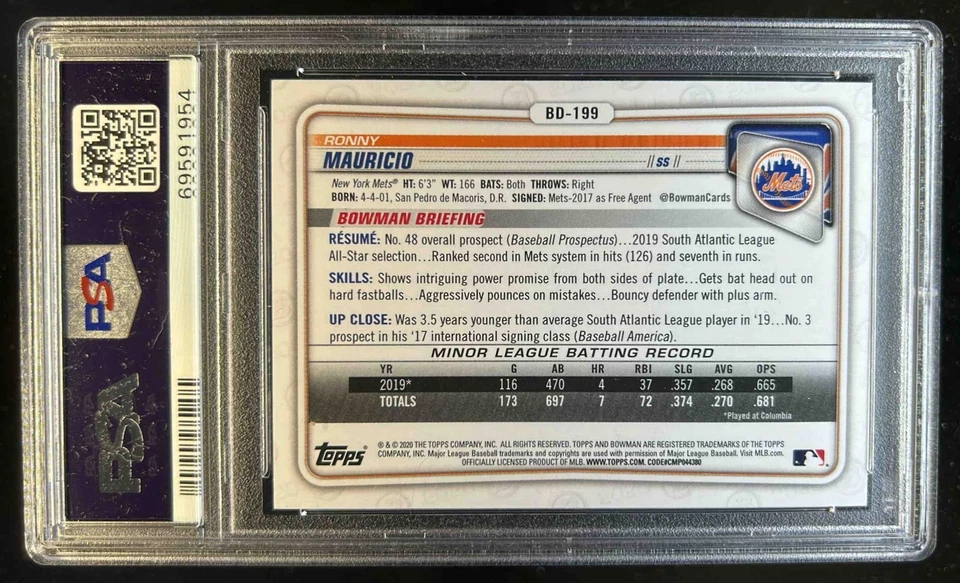 69591954
PSA
PSA
BD-199
RONNY
MAURICIO // SS //
Mets
New York Mets® HT: 6'3" WT: 166 BATS: Both THROWS: Right
BORN: 4-4-01, San Pedro de Macoris, D.R. SIGNED: Mets-2017 as Free Agent @BowmanCards
BOWMAN BRIEFING
RÉSUMÉ: No. 48 overall prospect (Baseball Prospectus)...2019 South Atlantic League
All-Star selection...Ranked second in Mets system in hits (126) and seventh in runs.
SKILLS: Shows intriguing power promise from both sides of plate...Gets bat head out on
hard fastballs...Aggressively pounces on mistakes...Bouncy defender with plus arm.
UP CLOSE: Was 3.5 years younger than average South Atlantic League player in '19...No. 3
prospect in his '17 international signing class (Baseball America).
MINOR LEAGUE BATTING RECORD
YR G AB HR RBI SLG AVG OPS
2019* 116 470 4 37 .357 .268 .665
TOTALS 173 697 7 72 .374 .270 .681
*Played at Columbia
Topps®
® & © 2020 THE TOPPS COMPANY, INC. ALL RIGHTS RESERVED. TOPPS AND BOWMAN ARE REGISTERED TRADEMARKS OF THE TOPPS
COMPANY, INC. Major League Baseball trademarks and copyrights are used with permission of Major League Baseball. Visit MLB.com.
OFFICIALLY LICENSED PRODUCT OF MLB. WWW.TOPPS.COM. CODE#CMP044380